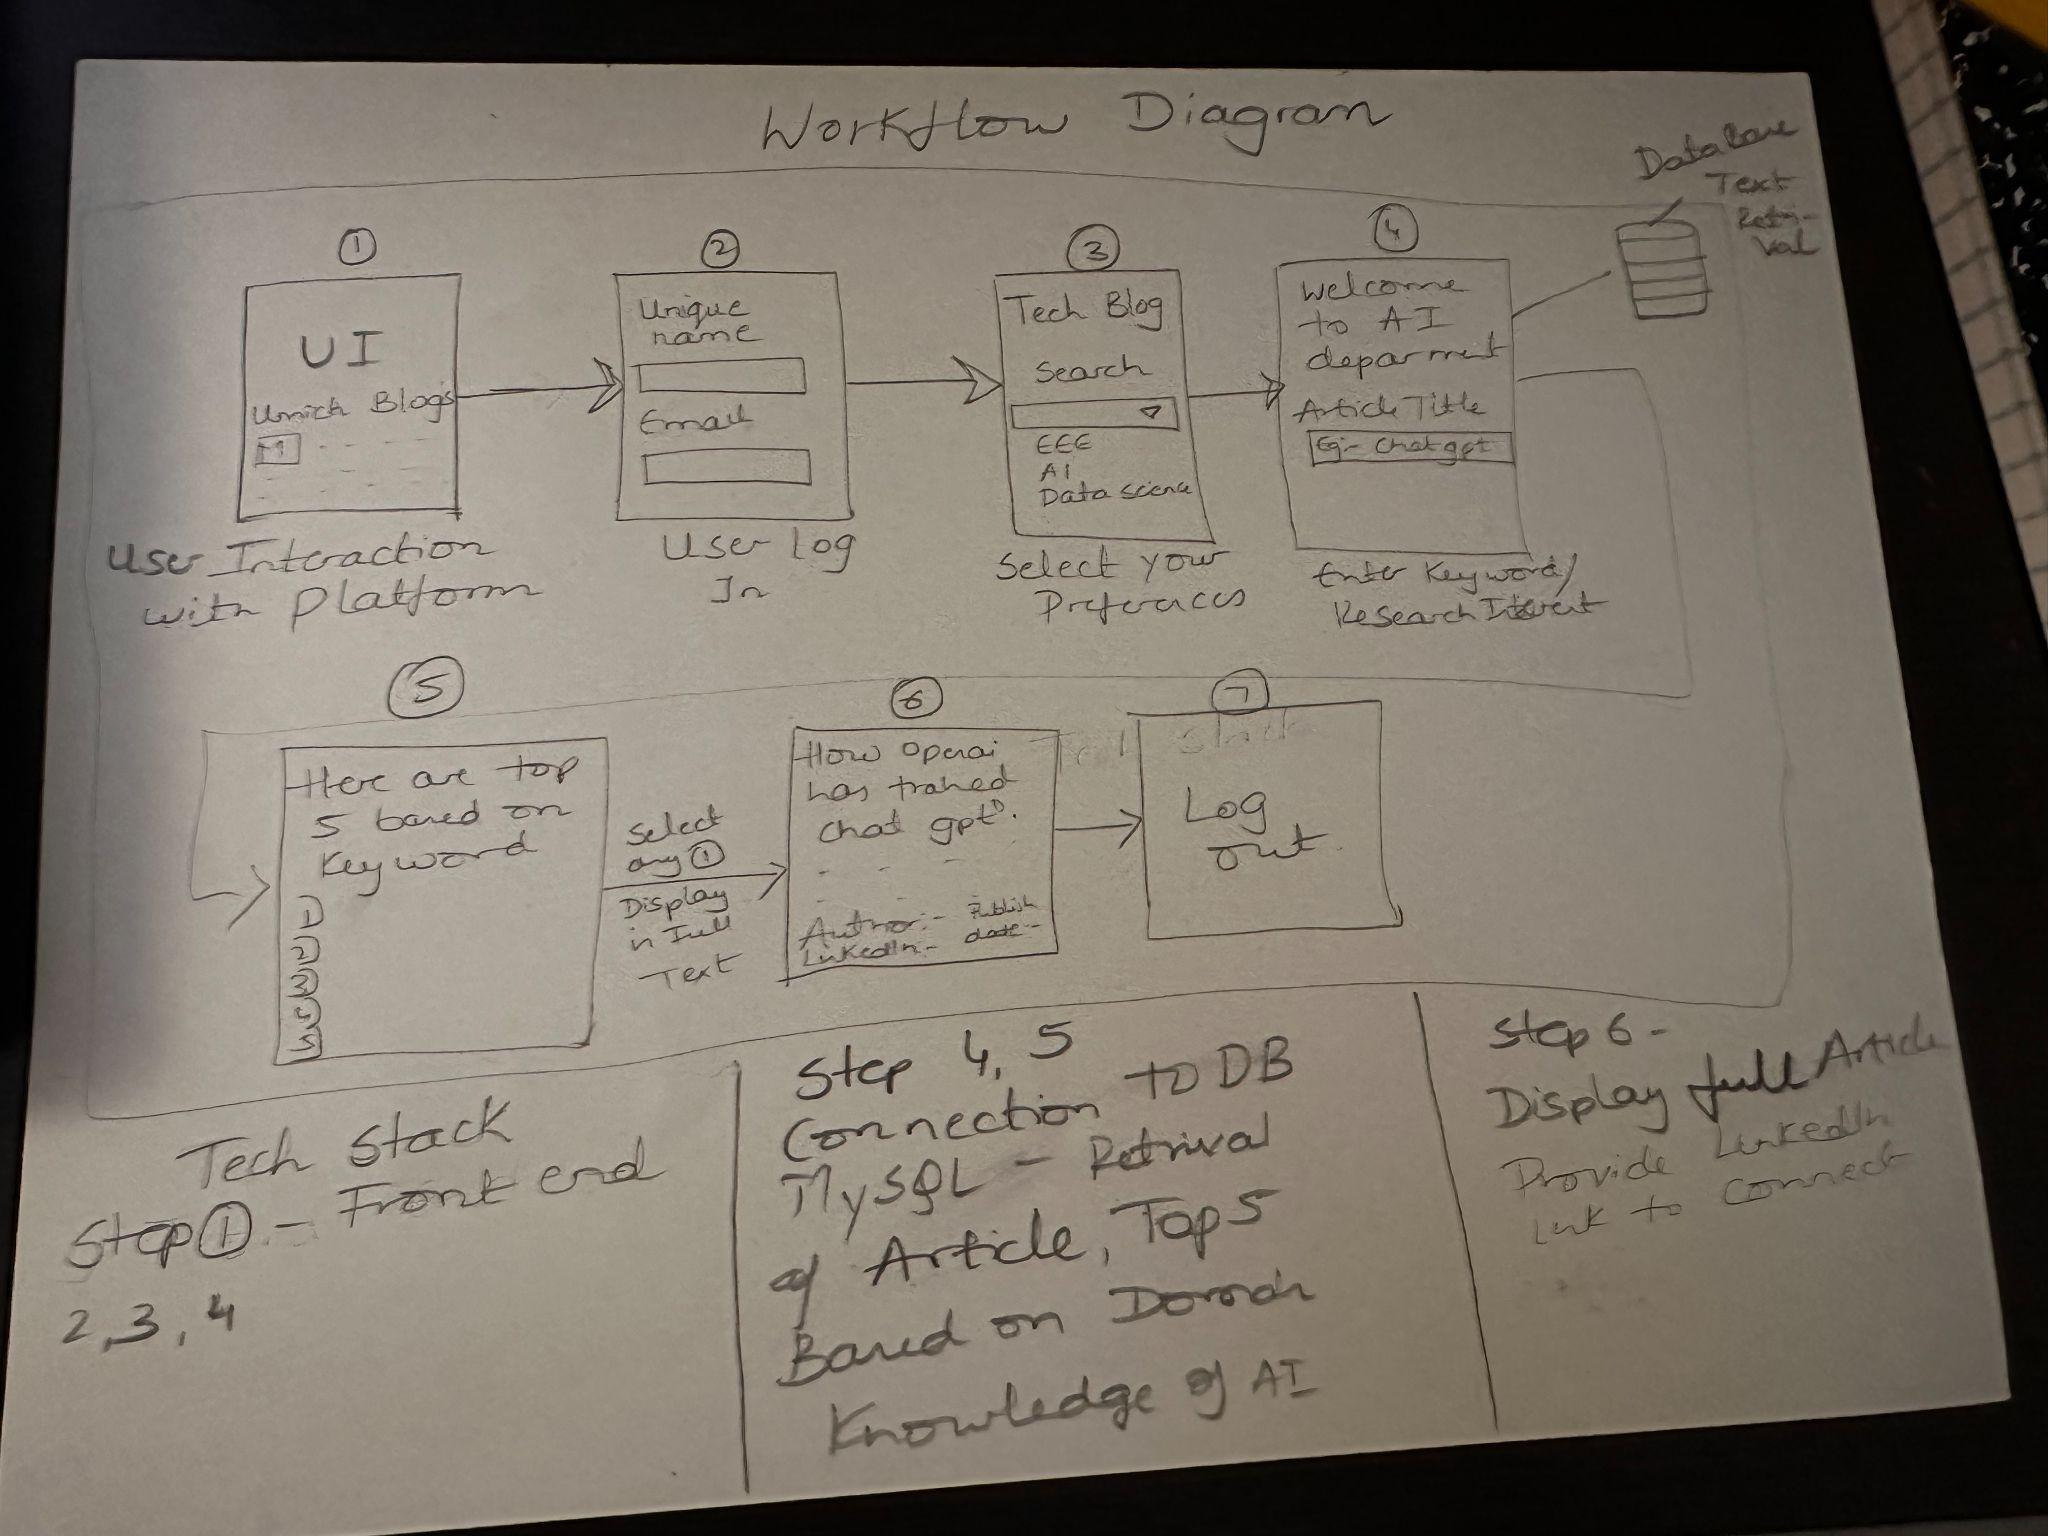 Workflow Diagram
Database
Text
Retri-
val
1
UI
Umich Blogs
M
User Interaction
with Platform
2
Unique
name
Email
User Log
In
3
Tech Blog
Search
EEE
AI
Data science
Select your
Preferences
4
Welcome
to AI
deparment
Article Title
Eg:- Chatgpt
Enter Keyword/
Research Interest
5
Here are top
5 based on
Keyword
1
2
3
4
5
Select
any 1
Display
in Full
Text
6
How Openai
has trained
Chat gpt?
Author:- Publish
LinkedIn:- date:-
7
Log
out.
Tech Stack
Step 1 - Front end
2, 3, 4
Step 4, 5
Connection to DB
MySQL - Retrival
of Article, Top 5
Based on Domain
Knowledge of AI
Step 6 -
Display full Article
Provide LinkedIn
Link to connect